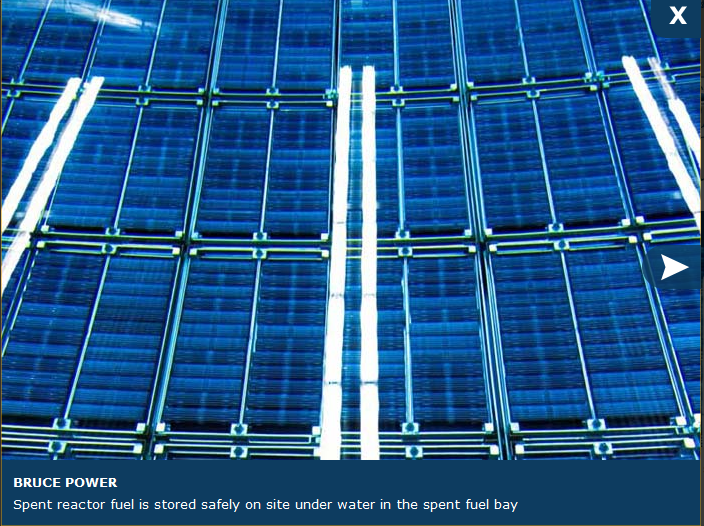 X
BRUCE POWER
Spent reactor fuel is stored safely on site under water in the spent fuel bay